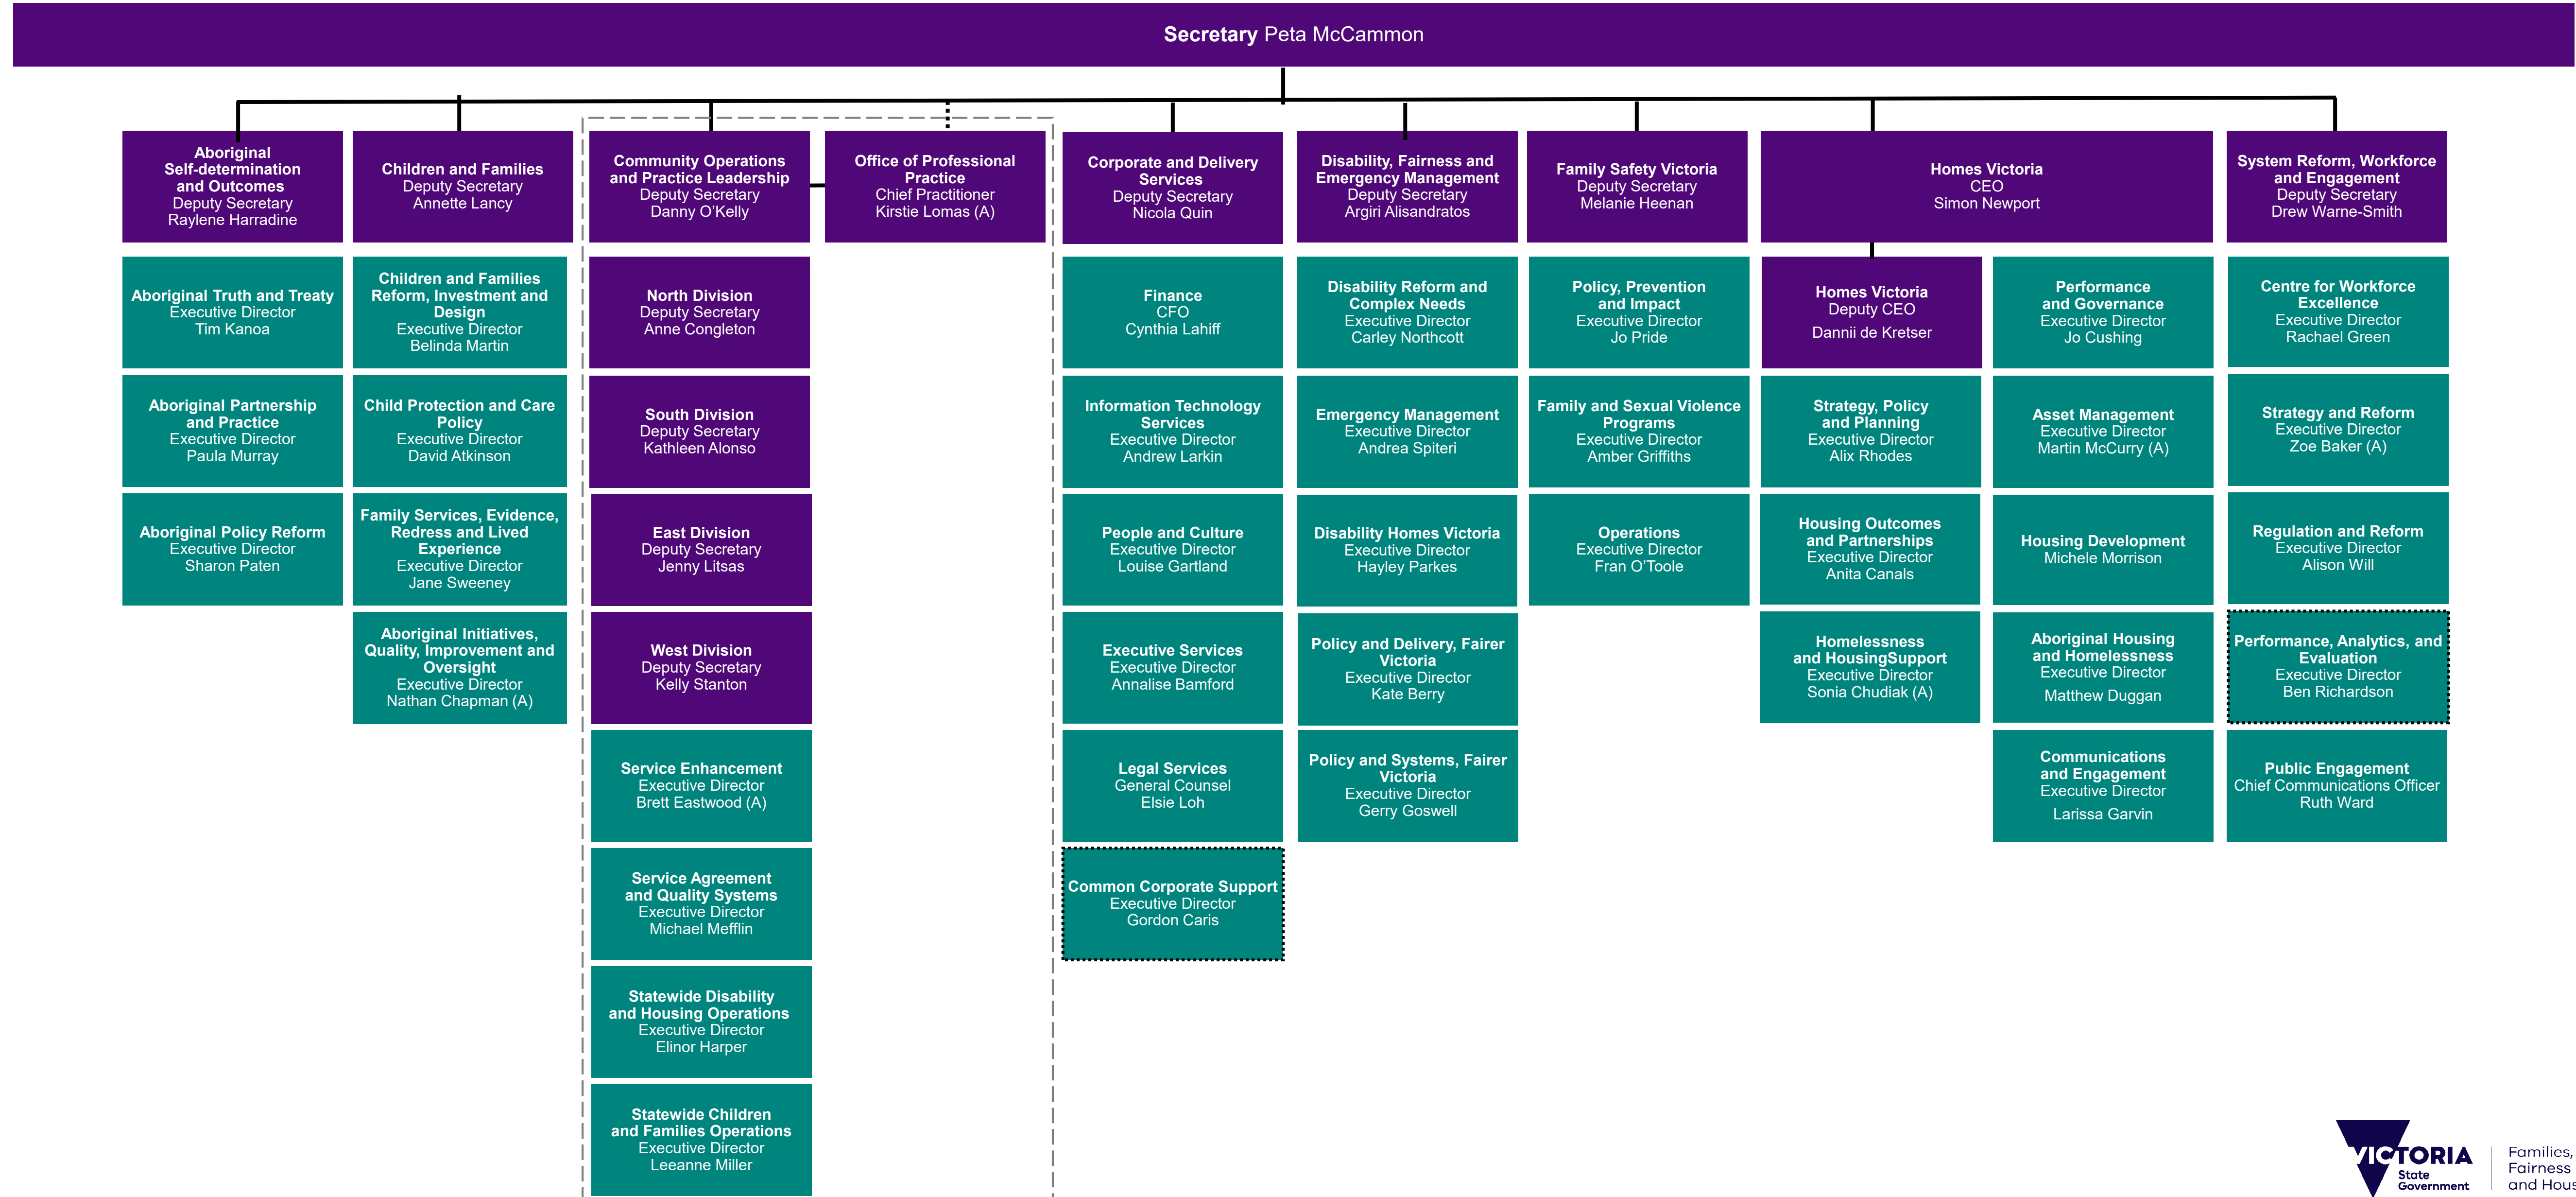 Secretary Peta McCammon
Aboriginal
Self-determination
and Outcomes
Deputy Secretary
Raylene Harradine
Children and Families
Deputy Secretary
Annette Lancy
Community Operations
and Practice Leadership
Deputy Secretary
Danny O'Kelly
Office of Professional
Practice
Chief Practitioner
Kirstie Lomas (A)
Corporate and Delivery
Services
Deputy Secretary
Nicola Quin
Disability, Fairness and
Emergency Management
Deputy Secretary
Argiri Alisandratos
Family Safety Victoria
Deputy Secretary
Melanie Heenan
Homes Victoria
CEO
Simon Newport
System Reform, Workforce
and Engagement
Deputy Secretary
Drew Warne-Smith
Aboriginal Truth and Treaty
Executive Director
Tim Kanoa
Aboriginal Partnership
and Practice
Executive Director
Paula Murray
Aboriginal Policy Reform
Executive Director
Sharon Paten
Children and Families
Reform, Investment and
Design
Executive Director
Belinda Martin
Child Protection and Care
Policy
Executive Director
David Atkinson
Family Services, Evidence,
Redress and Lived
Experience
Executive Director
Jane Sweeney
Aboriginal Initiatives,
Quality, Improvement and
Oversight
Executive Director
Nathan Chapman (A)
North Division
Deputy Secretary
Anne Congleton
South Division
Deputy Secretary
Kathleen Alonso
East Division
Deputy Secretary
Jenny Litsas
West Division
Deputy Secretary
Kelly Stanton
Service Enhancement
Executive Director
Brett Eastwood (A)
Service Agreement
and Quality Systems
Executive Director
Michael Mefflin
Statewide Disability
and Housing Operations
Executive Director
Elinor Harper
Statewide Children
and Families Operations
Executive Director
Leeanne Miller
Finance
CFO
Cynthia Lahiff
Information Technology
Services
Executive Director
Andrew Larkin
People and Culture
Executive Director
Louise Gartland
Executive Services
Executive Director
Annalise Bamford
Legal Services
General Counsel
Elsie Loh
Common Corporate Support
Executive Director
Gordon Caris
Disability Reform and
Complex Needs
Executive Director
Carley Northcott
Emergency Management
Executive Director
Andrea Spiteri
Disability Homes Victoria
Executive Director
Hayley Parkes
Policy and Delivery, Fairer
Victoria
Executive Director
Kate Berry
Policy and Systems, Fairer
Victoria
Executive Director
Gerry Goswell
Policy, Prevention
and Impact
Executive Director
Jo Pride
Family and Sexual Violence
Programs
Executive Director
Amber Griffiths
Operations
Executive Director
Fran O'Toole
Homes Victoria
Deputy CEO
Dannii de Kretser
Strategy, Policy
and Planning
Executive Director
Alix Rhodes
Housing Outcomes
and Partnerships
Executive Director
Anita Canals
Homelessness
and HousingSupport
Executive Director
Sonia Chudiak (A)
Performance
and Governance
Executive Director
Jo Cushing
Asset Management
Executive Director
Martin McCurry (A)
Housing Development
Michele Morrison
Aboriginal Housing
and Homelessness
Executive Director
Matthew Duggan
Communications
and Engagement
Executive Director
Larissa Garvin
Centre for Workforce
Excellence
Executive Director
Rachael Green
Strategy and Reform
Executive Director
Zoe Baker (A)
Regulation and Reform
Executive Director
Alison Will
Performance, Analytics, and
Evaluation
Executive Director
Ben Richardson
Public Engagement
Chief Communications Officer
Ruth Ward
VICTORIA
State
Government
Families,
Fairness
and Hous